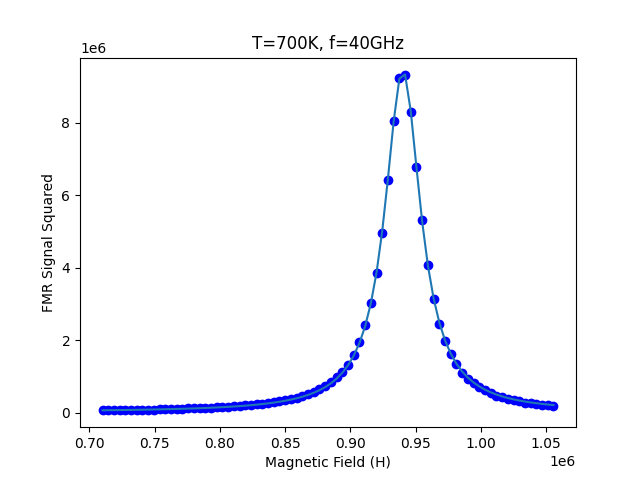 T=700K, f=40GHz
1e6
8
6
4
2
0
FMR Signal Squared
0.70 0.75 0.80 0.85 0.90 0.95 1.00 1.05
1e6
Magnetic Field (H)